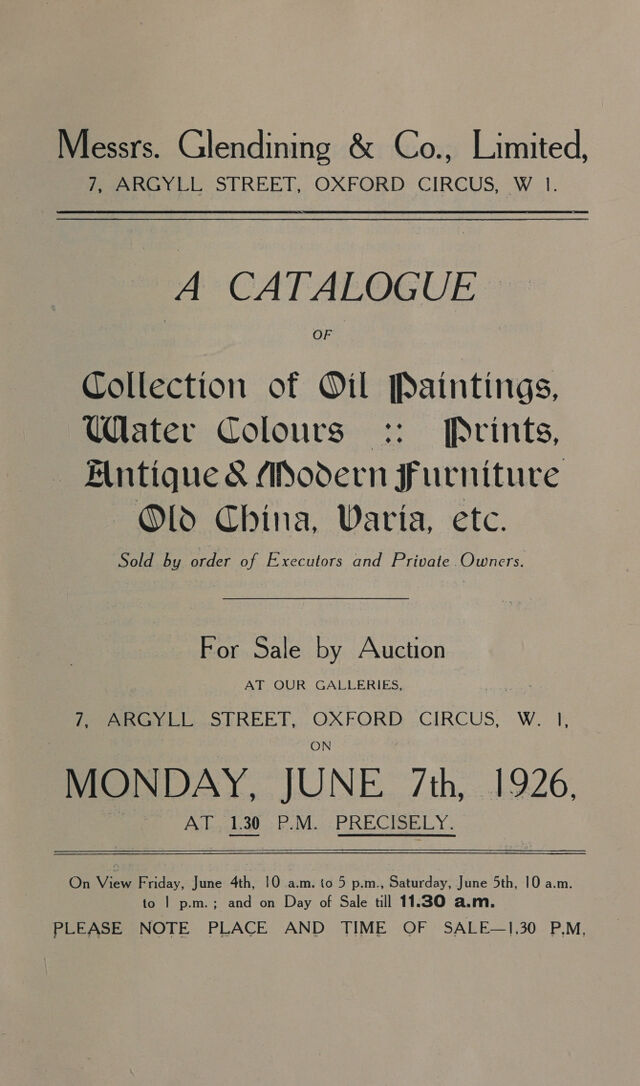 Messrs. Glendining & Co., Limited,
7, ARGYLL STREET, OXFORD CIRCUS, W 1.
A CATALOGUE
OF
Collection of Oil Paintings,
Water Colours :: Prints,
Antique & Modern Furniture
Old China, Varia, etc.
Sold by order of Executors and Private Owners.
For Sale by Auction
AT OUR GALLERIES,
7, ARGYLL STREET, OXFORD CIRCUS, W. 1,
ON
MONDAY, JUNE 7th, 1926,
AT 1.30 P.M. PRECISELY.
On View Friday, June 4th, 10 a.m. to 5 p.m., Saturday, June 5th, 10 a.m.
to 1 p.m. ; and on Day of Sale till 11.30 a.m.
PLEASE NOTE PLACE AND TIME OF SALE—1.30 P.M.